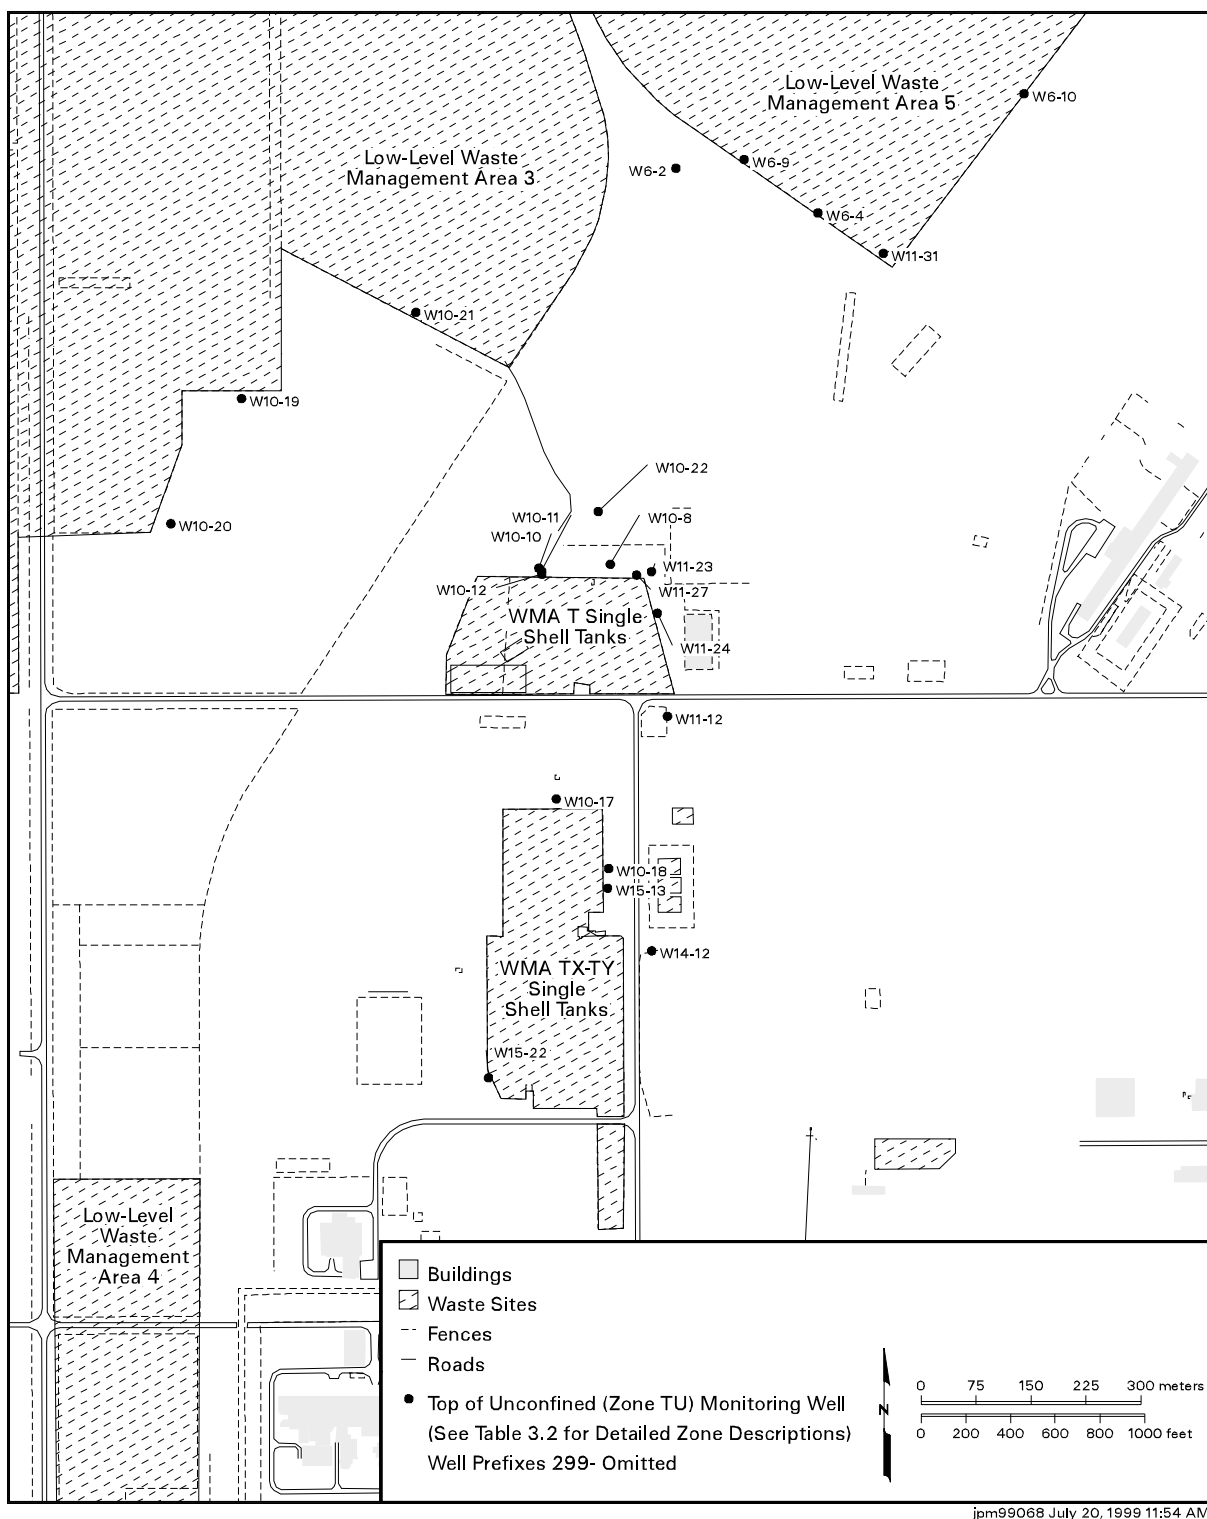 Low-Level Waste
Management Area 5
W6-10
Low-Level Waste
Management Area 3
W6-2
W6-9
W6-4
W11-31
W10-21
W10-19
W10-22
W10-20
W10-11
W10-8
W10-10
W11-23
W10-12
W11-27
WMA T Single
Shell Tanks
W11-24
W11-12
W10-17
W10-18
W15-13
W14-12
WMA TX-TY
Single
Shell Tanks
W15-22
Low-Level
Waste
Management
Area 4
Buildings
Waste Sites
Fences
Roads
Top of Unconfined (Zone TU) Monitoring Well
(See Table 3.2 for Detailed Zone Descriptions)
Well Prefixes 299- Omitted
N
0 75 150 225 300 meters
0 200 400 600 800 1000 feet
jpm99068 July 20, 1999 11:54 AM